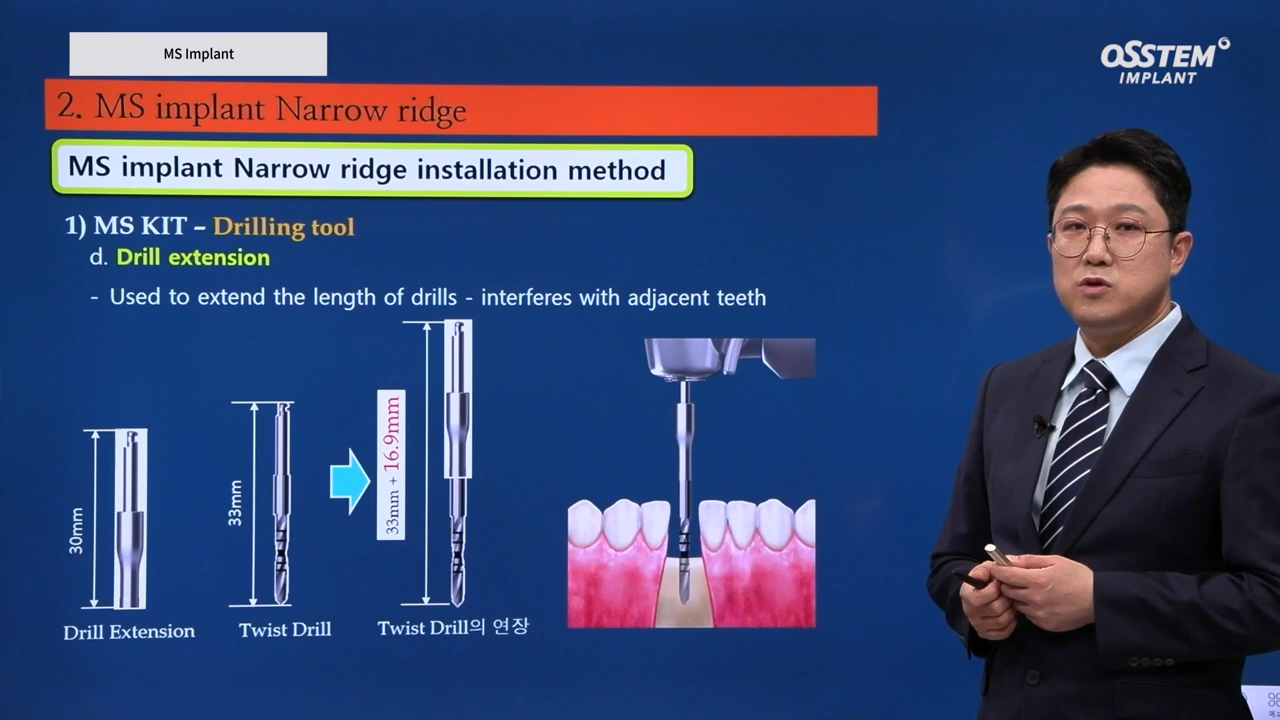 MS Implant
OSSTEM
IMPLANT
2. MS implant Narrow ridge
MS implant Narrow ridge installation method
1) MS KIT – Drilling tool
d. Drill extension
- Used to extend the length of drills - interferes with adjacent teeth
30mm
33mm
33mm + 16.9mm
Drill Extension
Twist Drill
Twist Drill의 연장